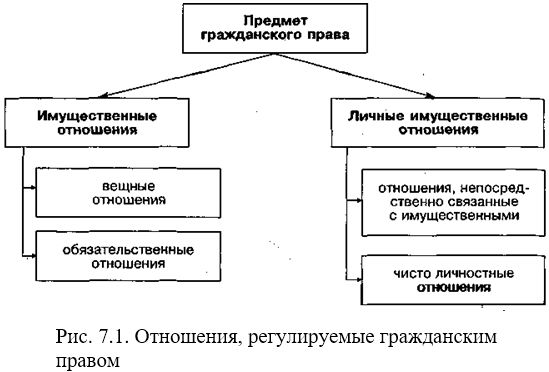 Предмет
гражданского права
Имущественные
отношения
вещные
отношения
обязательственные
отношения
Личные имущественные
отношения
отношения, непосред-
ственно связанные
с имущественными
чисто личностные
отношения
Рис. 7.1. Отношения, регулируемые гражданским
правом